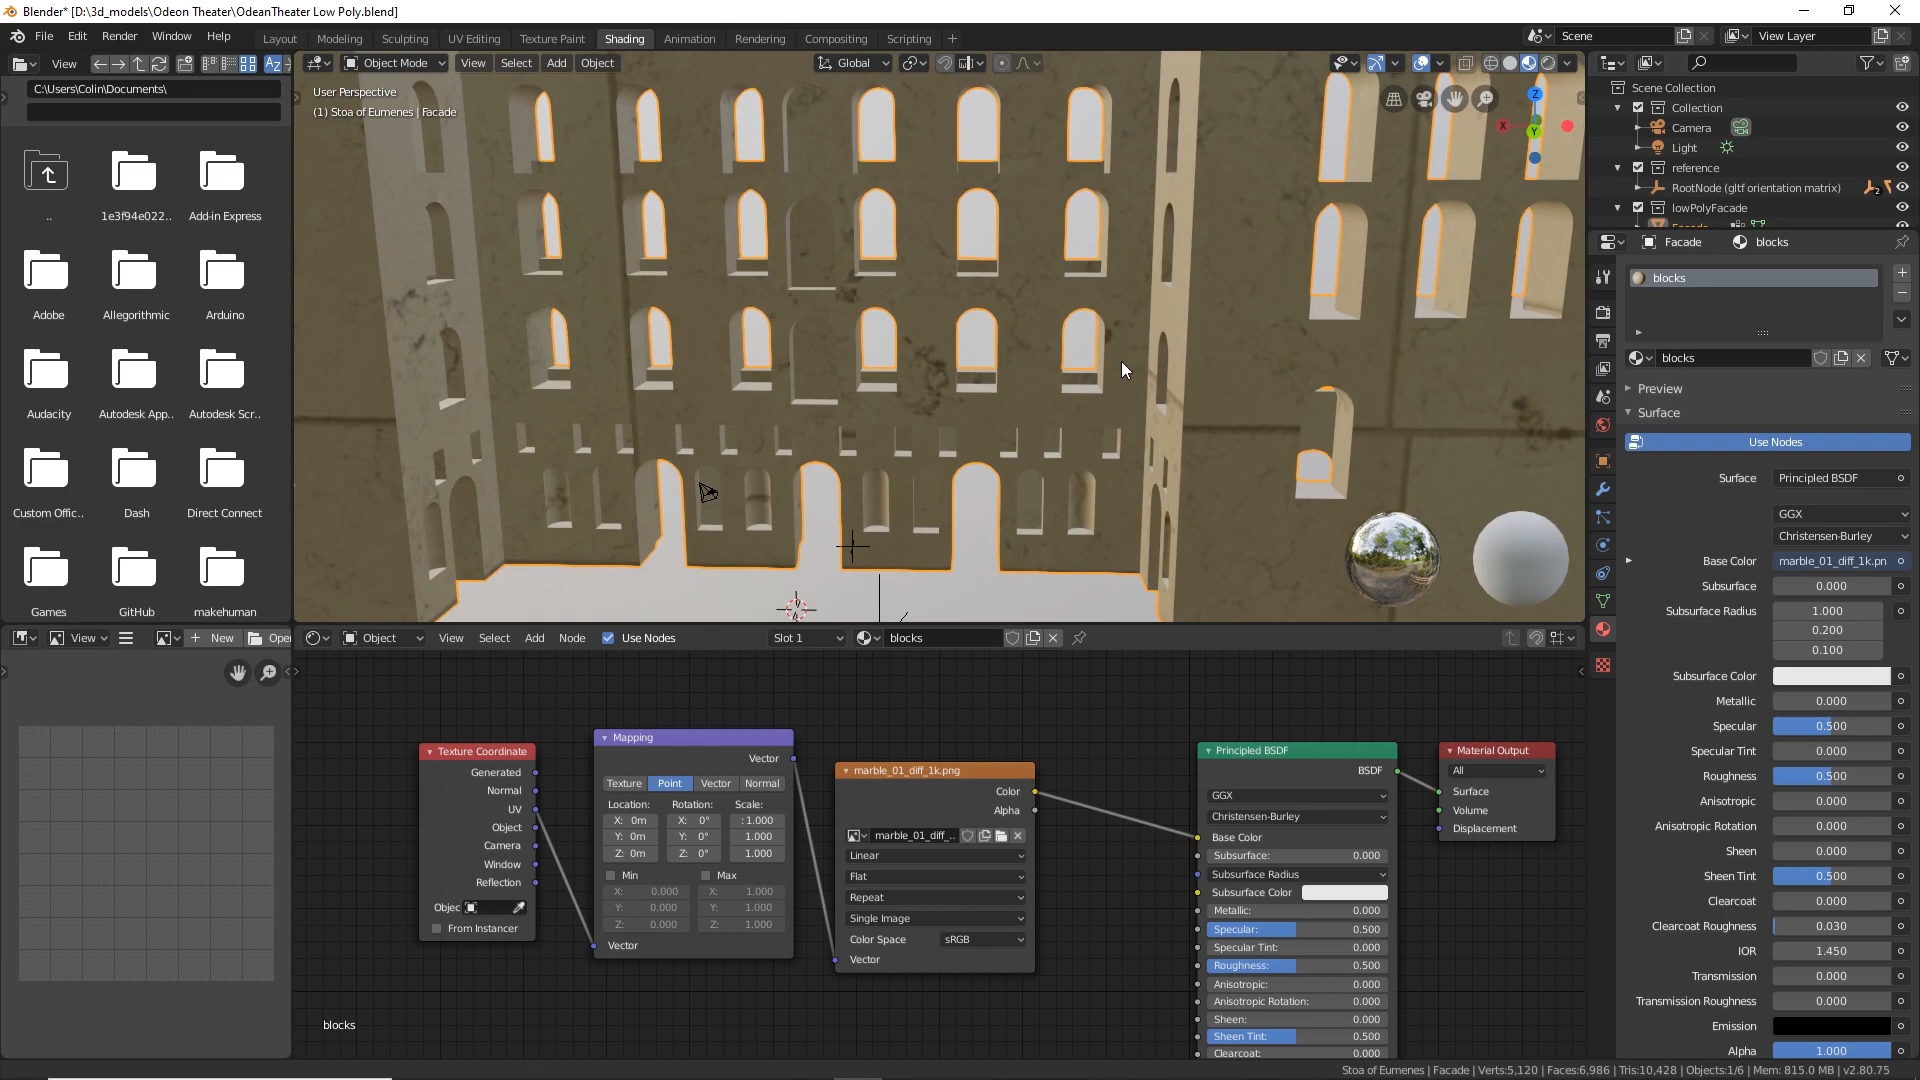 Blender* [D:\3d_models\Odeon Theater\OdeanTheater Low Poly.blend]
File Edit Render Window Help
Layout Modeling Sculpting UV Editing Texture Paint Shading Animation Rendering Compositing Scripting +
Scene
View Layer
View
Object Mode View Select Add Object
Global
C:\Users\Colin\Documents\
User Perspective
(1) Stoa of Eumenes | Facade
Z
X
Y
..
1e3f94e022..
Add-in Express
Adobe
Allegorithmic
Arduino
Audacity
Autodesk App..
Autodesk Scr..
Custom Offic..
Dash
Direct Connect
Games
GitHub
makehuman
Scene Collection
Collection
Camera
Light
reference
RootNode (gltf orientation matrix)
2
lowPolyFacade
Facade blocks
blocks
blocks
Preview
Surface
Use Nodes
Surface Principled BSDF
GGX
Christensen-Burley
Base Color marble_01_diff_1k.pn
Subsurface 0.000
Subsurface Radius 1.000
0.200
0.100
Subsurface Color
Metallic 0.000
Specular 0.500
Specular Tint 0.000
Roughness 0.500
Anisotropic 0.000
Anisotropic Rotation 0.000
Sheen 0.000
Sheen Tint 0.500
Clearcoat 0.000
Clearcoat Roughness 0.030
IOR 1.450
Transmission 0.000
Transmission Roughness 0.000
Emission
Alpha 1.000
View
New
Oper
Object View Select Add Node Use Nodes
Slot 1
blocks
Texture Coordinate
Generated
Normal
UV
Object
Camera
Window
Reflection
Objec
From Instancer
Mapping
Vector
Texture Point Vector Normal
Location: Rotation: Scale:
X: 0m X: 0° : 1.000
Y: 0m Y: 0° 1.000
Z: 0m Z: 0° 1.000
Min Max
X: 0.000 X: 1.000
Y: 0.000 Y: 1.000
Z: 0.000 Z: 1.000
Vector
marble_01_diff_1k.png
Color
Alpha
marble_01_diff_..
Linear
Flat
Repeat
Single Image
Color Space sRGB
Vector
Principled BSDF
BSDF
GGX
Christensen-Burley
Base Color
Subsurface: 0.000
Subsurface Radius
Subsurface Color
Metallic: 0.000
Specular: 0.500
Specular Tint: 0.000
Roughness: 0.500
Anisotropic: 0.000
Anisotropic Rotation: 0.000
Sheen: 0.000
Sheen Tint: 0.500
Clearcoat: 0.000
Material Output
All
Surface
Volume
Displacement
blocks
Stoa of Eumenes | Facade | Verts:5,120 | Faces:6,986 | Tris:10,428 | Objects:1/6 | Mem: 815.0 MB | v2.80.75